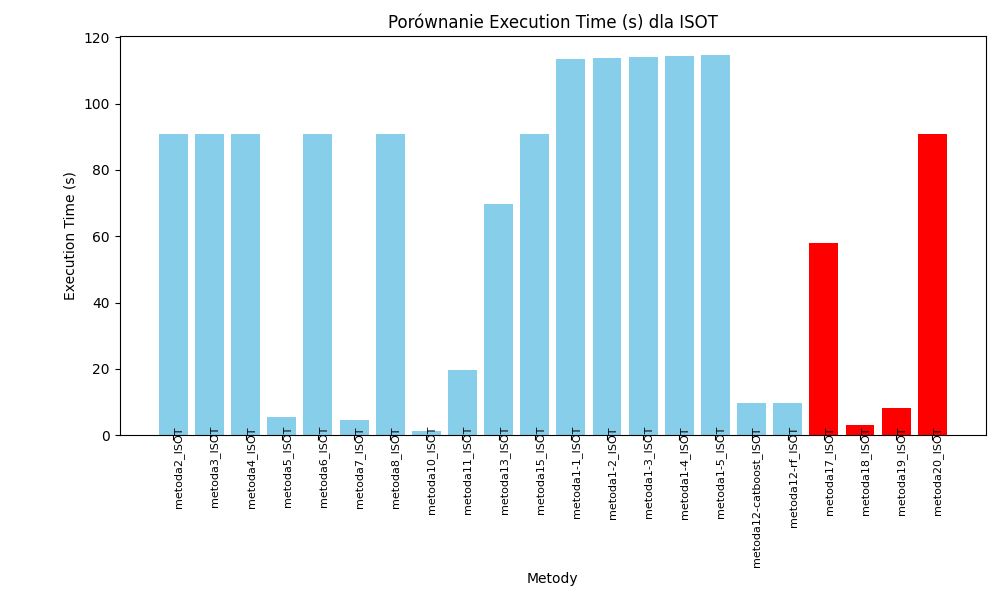 Porównanie Execution Time (s) dla ISOT
Execution Time (s)
120
100
80
60
40
20
0
metoda2_ISOT
metoda3_ISOT
metoda4_ISOT
metoda5_ISOT
metoda6_ISOT
metoda7_ISOT
metoda8_ISOT
metoda10_ISOT
metoda11_ISOT
metoda13_ISOT
metoda15_ISOT
metoda1-1_ISOT
metoda1-2_ISOT
metoda1-3_ISOT
metoda1-4_ISOT
metoda1-5_ISOT
metoda12-catboost_ISOT
metoda12-rf_ISOT
metoda17_ISOT
metoda18_ISOT
metoda19_ISOT
metoda20_ISOT
Metody